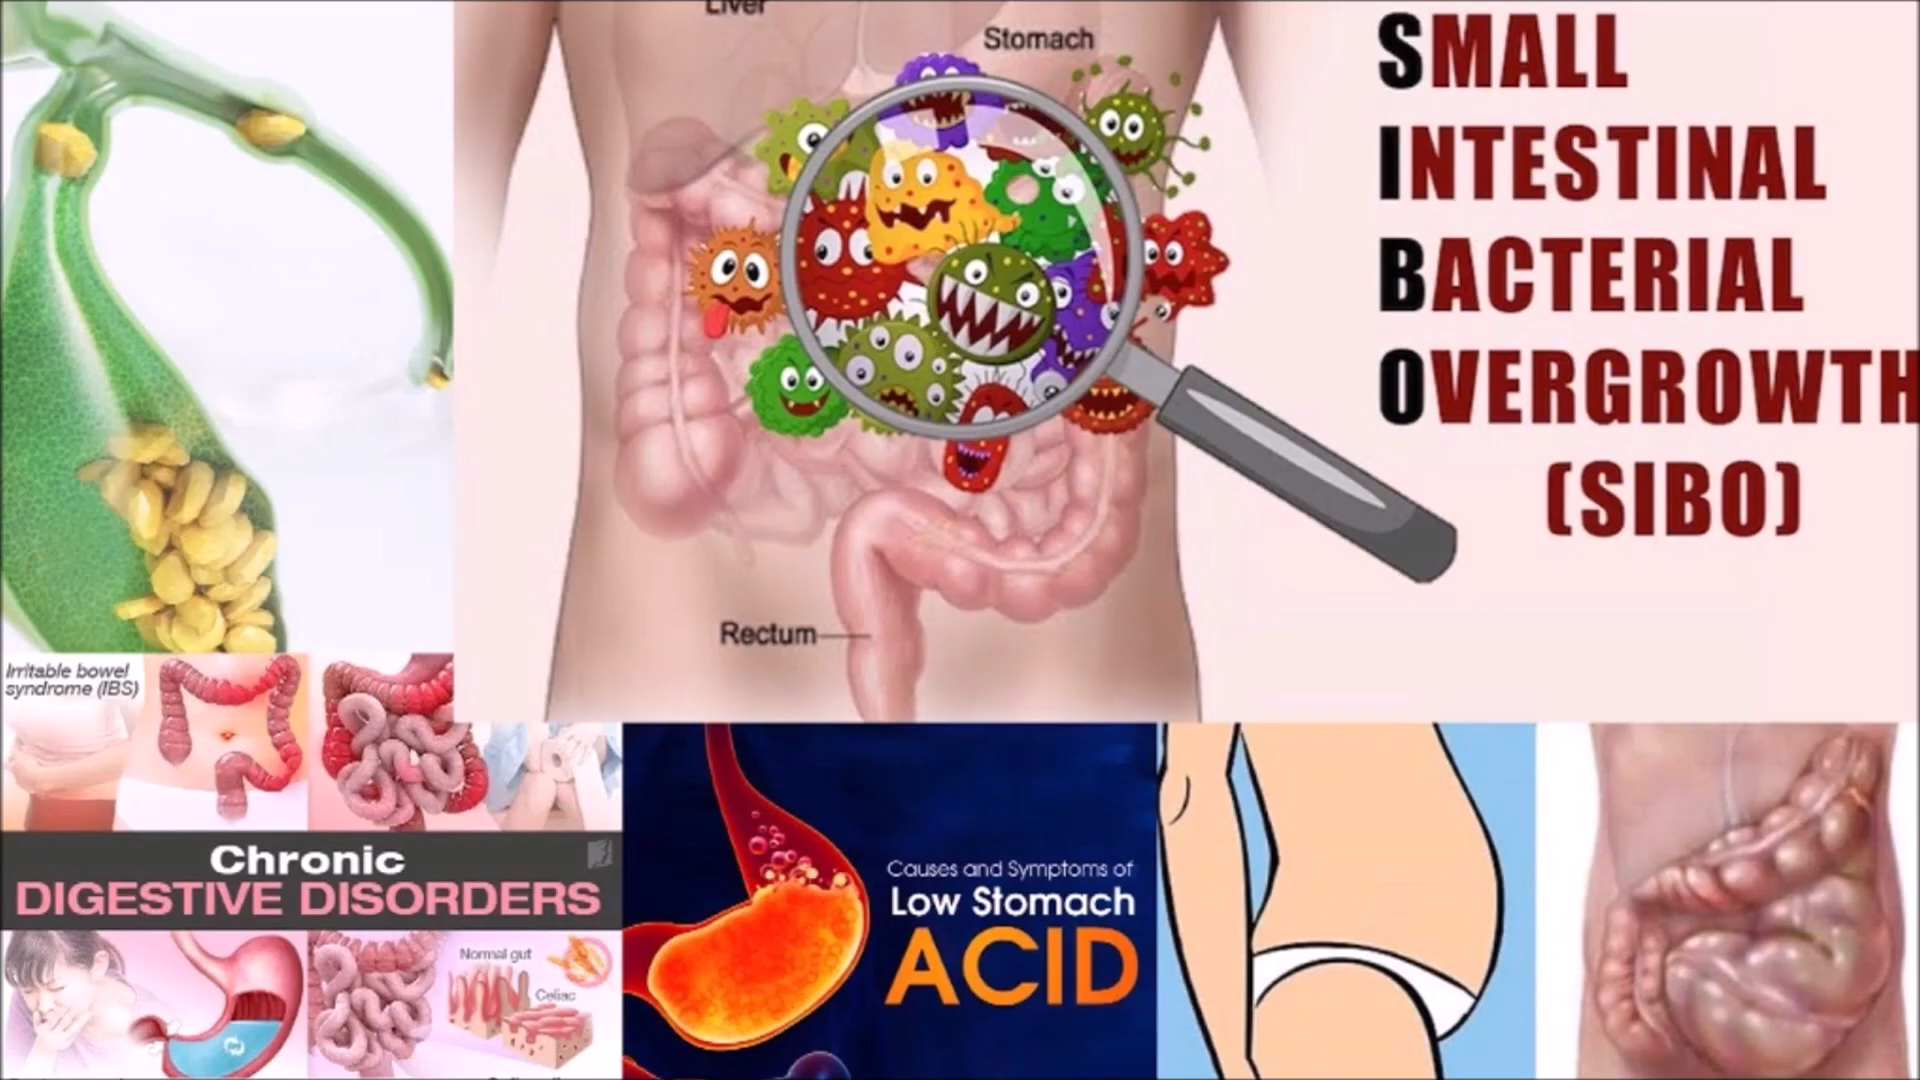 Liver
Stomach
SMALL
INTESTINAL
BACTERIAL
OVERGROWTH
(SIBO)
Rectum
Irritable bowel
syndrome (IBS)
Chronic
DIGESTIVE DISORDERS
Normal gut
Celiac
Causes and Symptoms of
Low Stomach
ACID